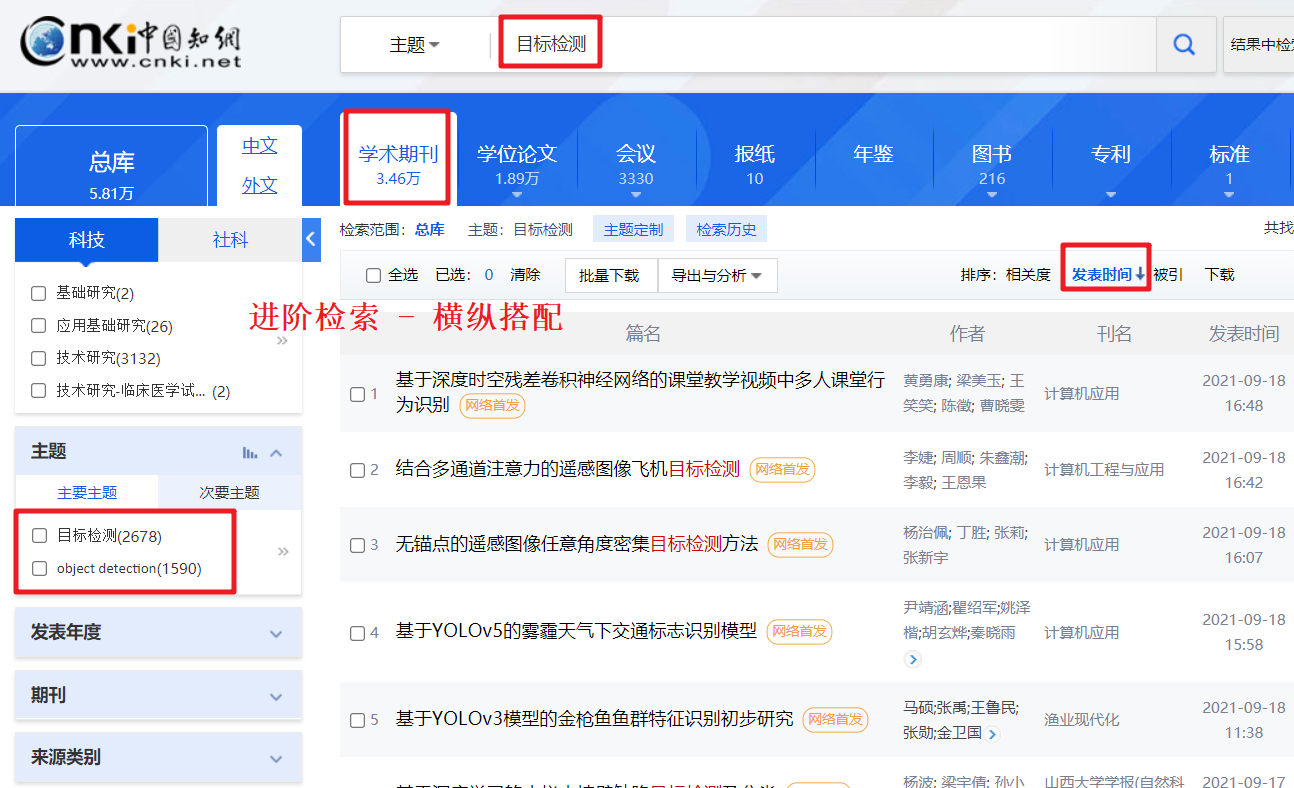 cnki中国知網
www.cnki.net
主题
目标检测
结果中检
总库
5.81万
中文
外文
学术期刊
3.46万
学位论文
1.89万
会议
3330
报纸
10
年鉴
图书
216
专利
标准
1
科技
社科
检索范围：总库 主题：目标检测 主题定制 检索历史
共找
全选 已选：0 清除 批量下载 导出与分析
排序：相关度 发表时间↓ 被引 下载
基础研究(2)
应用基础研究(26)
技术研究(3132)
技术研究-临床医学试... (2)
»
进阶检索 - 横纵搭配
篇名 作者 刊名 发表时间
1
基于深度时空残差卷积神经网络的课堂教学视频中多人课堂行
为识别 网络首发
黄勇康; 梁美玉; 王
笑笑; 陈徵; 曹晓雯
计算机应用
2021-09-18
16:48
2
结合多通道注意力的遥感图像飞机目标检测 网络首发
李婕; 周顺; 朱鑫潮;
李毅; 王恩果
计算机工程与应用
2021-09-18
16:42
3
无锚点的遥感图像任意角度密集目标检测方法 网络首发
杨治佩; 丁胜; 张莉;
张新宇
计算机应用
2021-09-18
16:07
4
基于YOLOv5的雾霾天气下交通标志识别模型 网络首发
尹靖涵;瞿绍军;姚泽
楷;胡玄烨;秦晓雨
计算机应用
2021-09-18
15:58
5
基于YOLOv3模型的金枪鱼鱼群特征识别初步研究 网络首发
马硕;张禹;王鲁民;
张勋;金卫国
渔业现代化
2021-09-18
11:38
杨波; 梁宇倩; 孙小
山西大学学报(自然科
2021-09-17
主题
主要主题 次要主题
目标检测(2678)
object detection(1590)
»
发表年度
期刊
来源类别